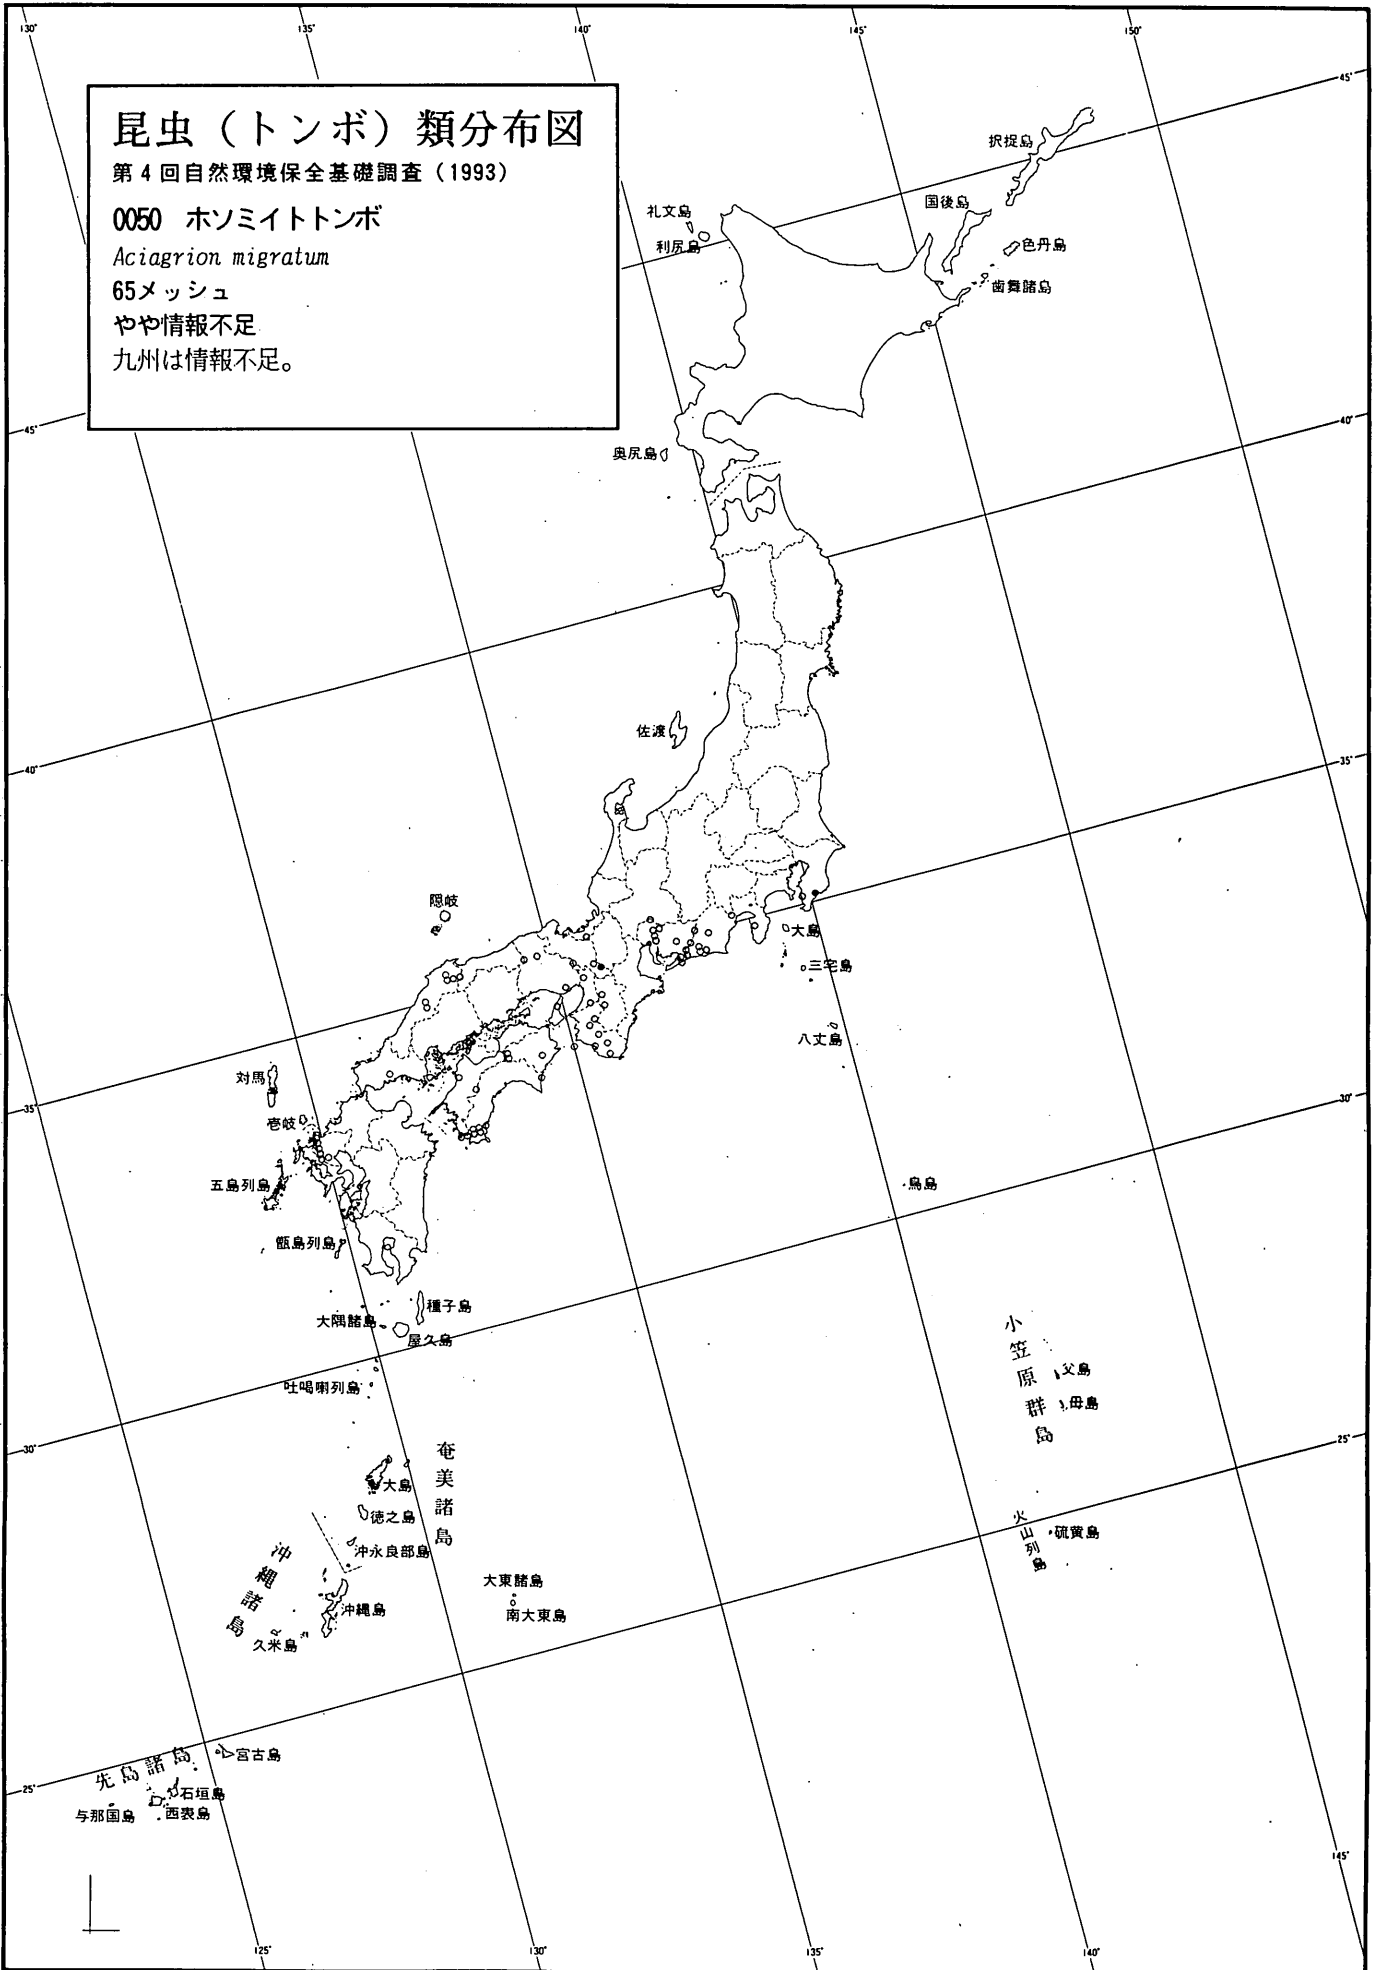 130°
135°
140°
145°
150°
45°
昆虫（トンボ）類分布図
第4回自然環境保全基礎調査（1993）
0050 ホソミイトトンボ
Aciagrion migratum
65メッシュ
やや情報不足
九州は情報不足。
択捉島
国後島
礼文島
利尻島
色丹島
歯舞諸島
45°
40°
奥尻島
佐渡
40°
35°
隠岐
大島
三宅島
八丈島
対馬
35°
壱岐
30°
五島列島
鳥島
甑島列島
種子島
大隅諸島
屋久島
吐喝喇列島
小笠原群島
父島
母島
30°
奄美諸島
25°
大島
徳之島
沖永良部島
火山列島
硫黄島
沖縄諸島
大東諸島
南大東島
沖縄島
久米島
先島諸島
宮古島
25°
石垣島
西表島
与那国島
145°
125°
130°
135°
140°